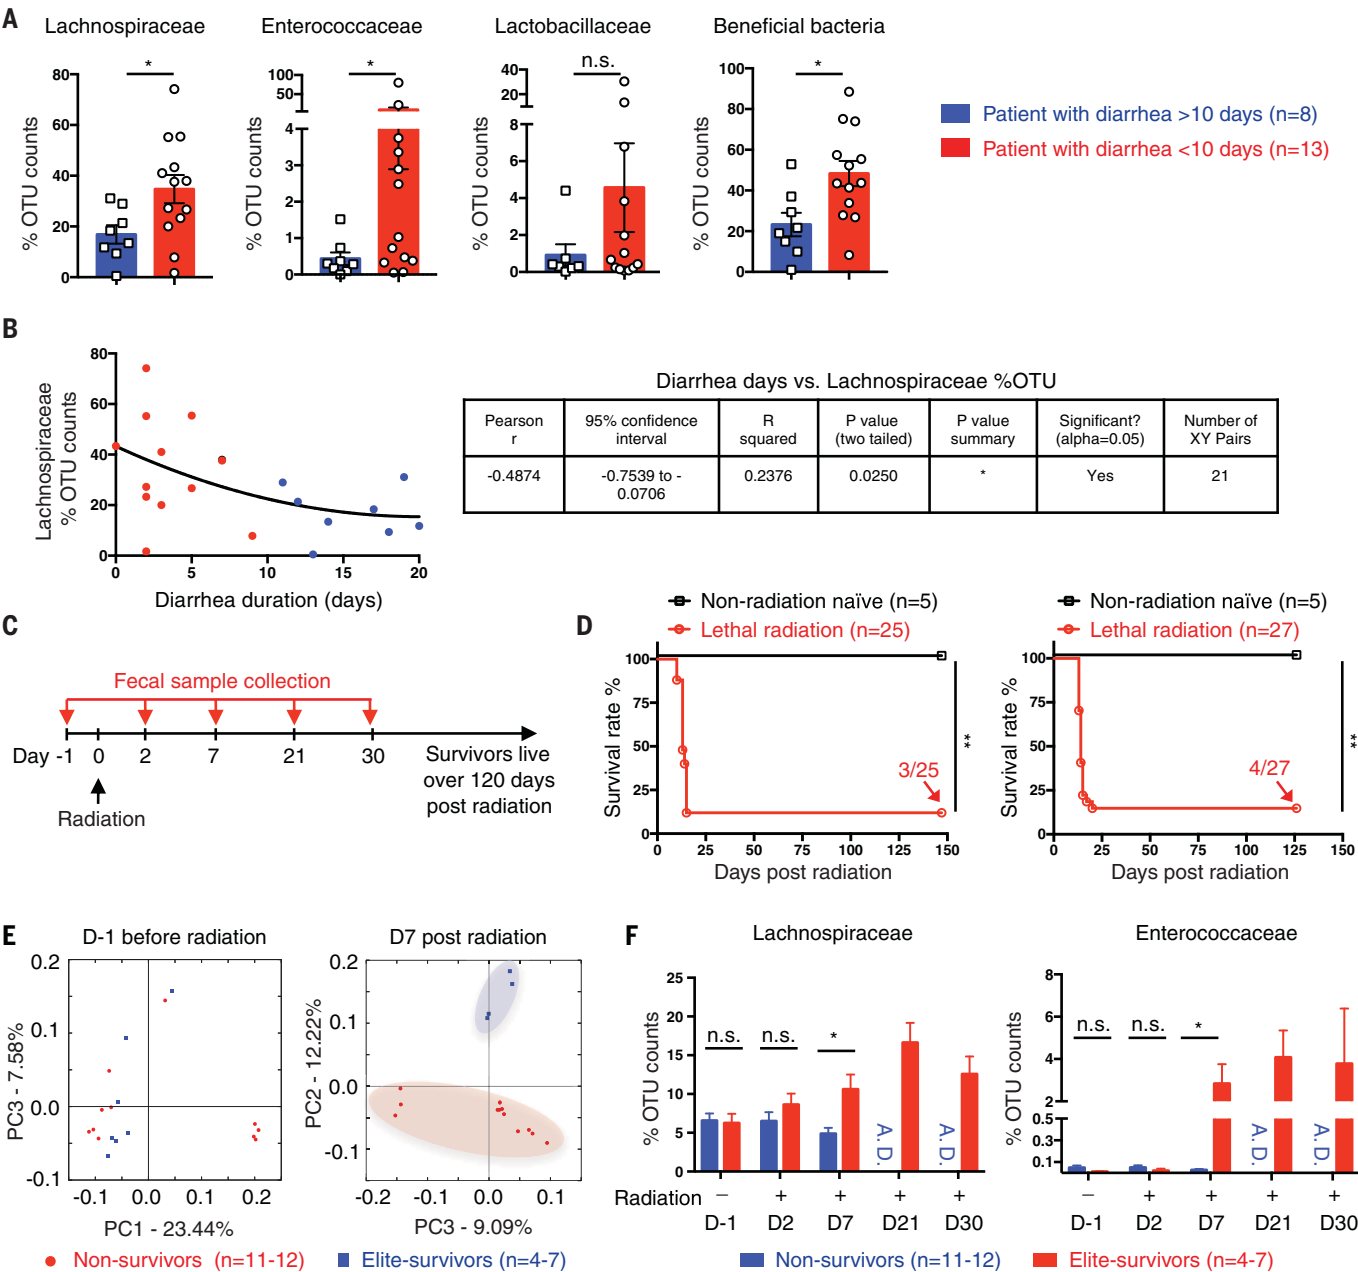 A
Lachnospiraceae
Enterococcaceae
Lactobacillaceae
Beneficial bacteria
% OTU counts
80
60
40
20
0
*
% OTU counts
100
50
4
3
2
1
0
*
% OTU counts
40
20
8
6
4
2
0
n.s.
% OTU counts
100
80
60
40
20
0
*
Patient with diarrhea >10 days (n=8)
Patient with diarrhea <10 days (n=13)
B
Lachnospiraceae
% OTU counts
80
60
40
20
0
0 5 10 15 20
Diarrhea duration (days)
Diarrhea days vs. Lachnospiraceae %OTU
Pearson r
95% confidence interval
R squared
P value (two tailed)
P value summary
Significant? (alpha=0.05)
Number of XY Pairs
-0.4874
-0.7539 to -0.0706
0.2376
0.0250
*
Yes
21
C
Fecal sample collection
Day -1 0 2 7 21 30
Radiation
Survivors live
over 120 days
post radiation
D
Non-radiation naïve (n=5)
Lethal radiation (n=25)
Survival rate %
100
75
50
25
0
3/25
**
0 25 50 75 100 125 150
Days post radiation
Non-radiation naïve (n=5)
Lethal radiation (n=27)
Survival rate %
100
75
50
25
0
4/27
**
0 25 50 75 100 125 150
Days post radiation
E
D-1 before radiation
PC3 - 7.58%
0.2
0.1
0.0
-0.1
-0.1 0.0 0.1 0.2
PC1 - 23.44%
D7 post radiation
PC2 - 12.22%
0.2
0.1
0.0
-0.1
-0.2 -0.1 0.0 0.1
PC3 - 9.09%
Non-survivors (n=11-12)
Elite-survivors (n=4-7)
F
Lachnospiraceae
% OTU counts
25
20
15
10
5
0
n.s.
n.s.
*
A.D.
A.D.
Radiation − + + + +
D-1 D2 D7 D21 D30
Enterococcaceae
% OTU counts
8
6
4
2
0.5
0.3
0.1
n.s.
n.s.
*
A.D.
A.D.
− + + + +
D-1 D2 D7 D21 D30
Non-survivors (n=11-12)
Elite-survivors (n=4-7)